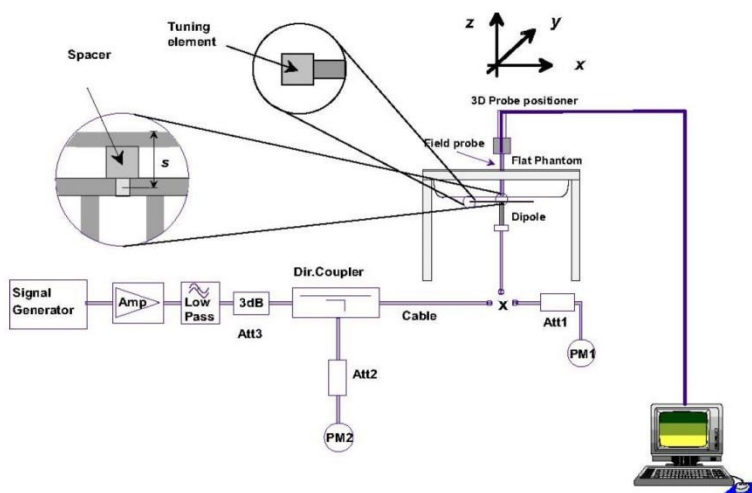 Tuning
element
Spacer
s
z
y
x
3D Probe positioner
Field probe
Flat Phantom
Dipole
Dir.Coupler
Signal
Generator
Amp
Low
Pass
3dB
Att3
Cable
x
Att1
PM1
Att2
PM2